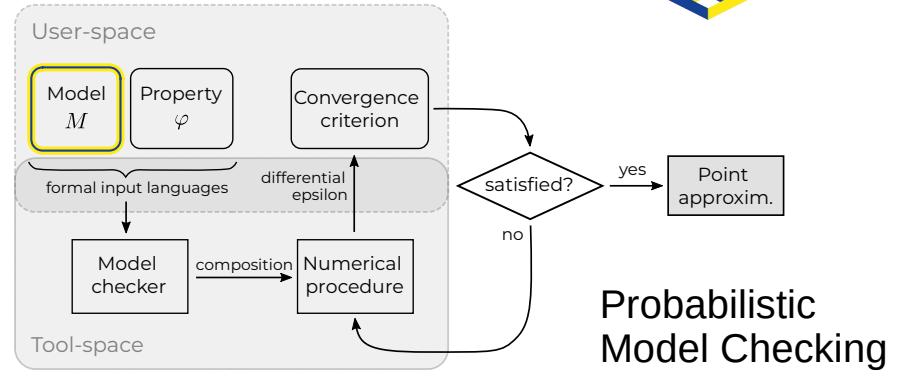 User-space
Model
M
Property
φ
Convergence
criterion
formal input languages
differential
epsilon
satisfied?
yes
Point
approxim.
no
Model
checker
composition
Numerical
procedure
Tool-space
Probabilistic
Model Checking